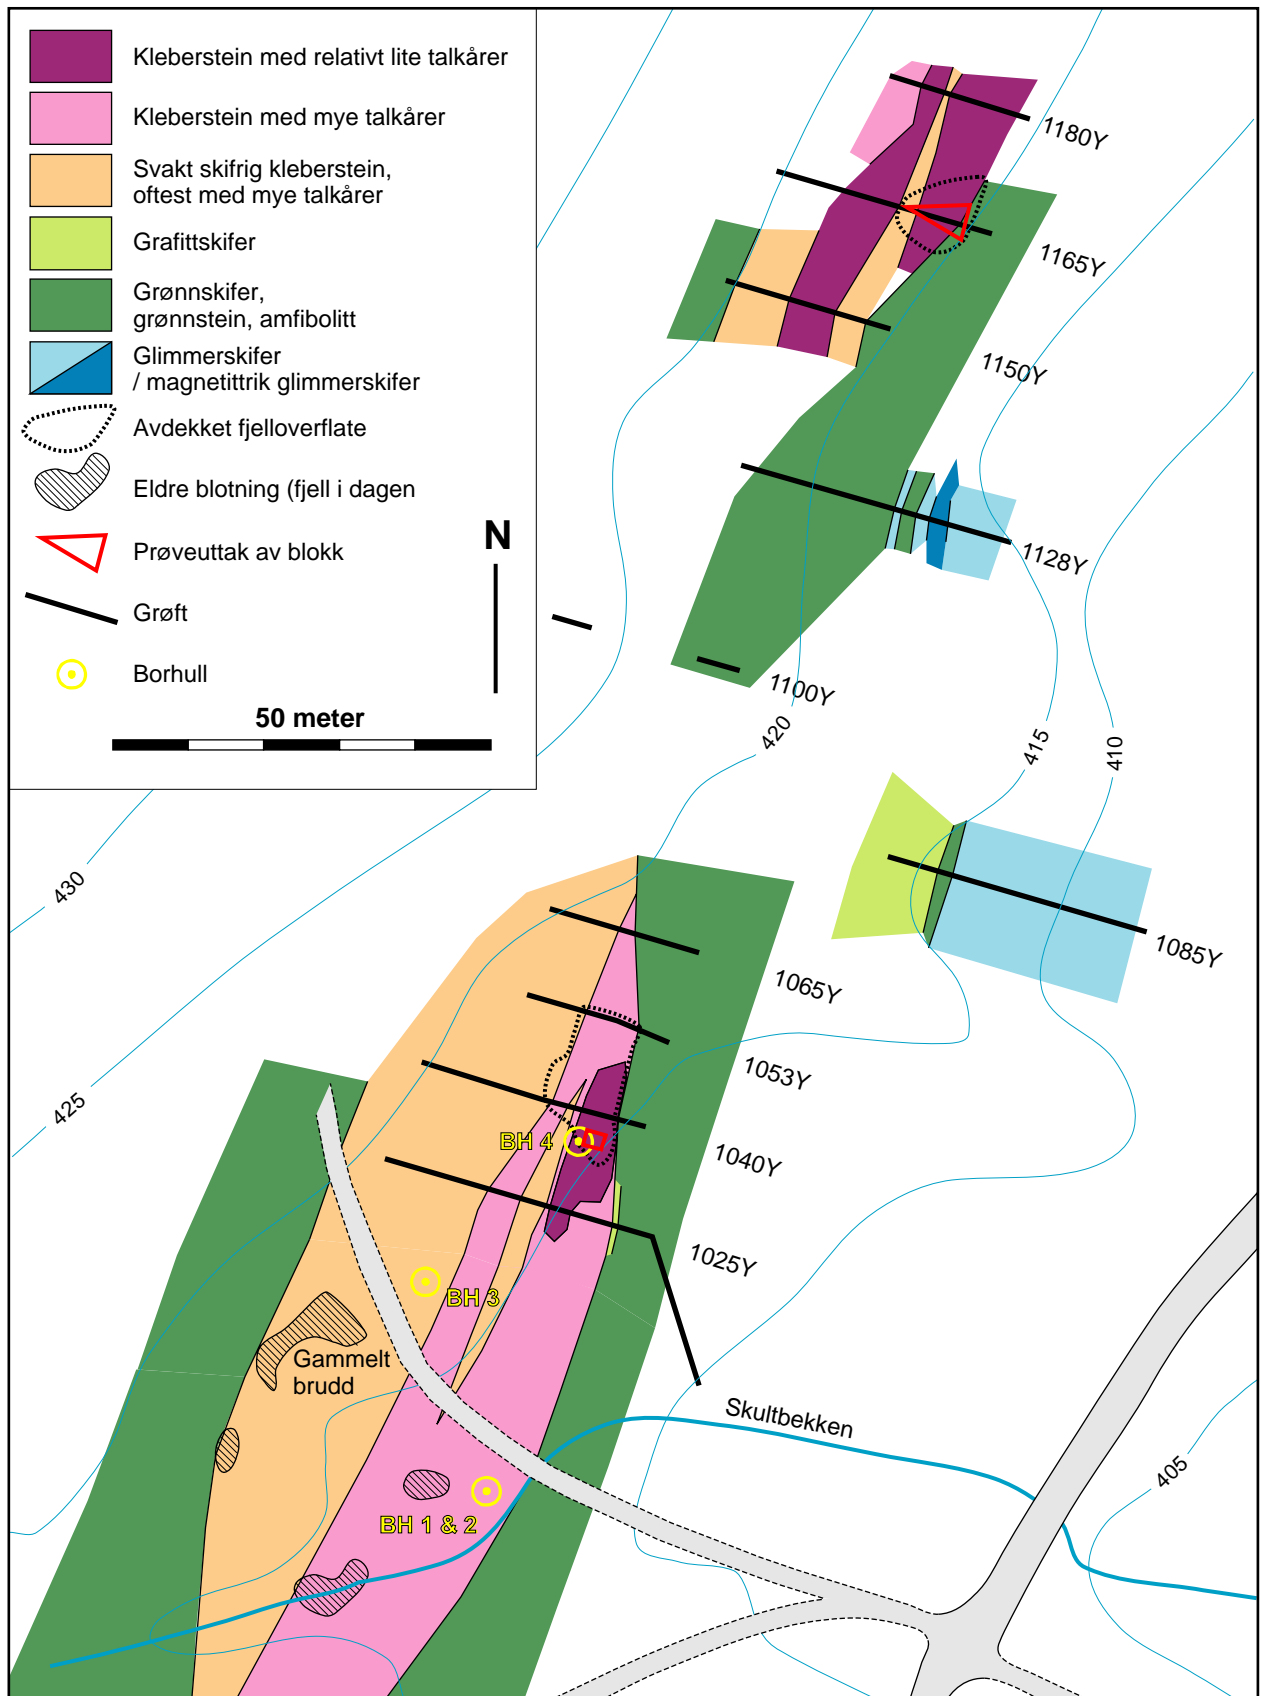 Kleberstein med relativt lite talkårer
Kleberstein med mye talkårer
Svakt skifrig kleberstein,
oftest med mye talkårer
Grafittskifer
Grønnskifer,
grønnstein, amfibolitt
Glimmerskifer
/ magnetittrik glimmerskifer
Avdekket fjelloverflate
Eldre blotning (fjell i dagen
Prøveuttak av blokk
Grøft
Borhull
N
50 meter
1180Y
1165Y
1150Y
1128Y
1100Y
420
415
410
430
1085Y
1065Y
425
1053Y
BH 4
1040Y
1025Y
BH 3
Gammelt
brudd
Skultbekken
405
BH 1 & 2